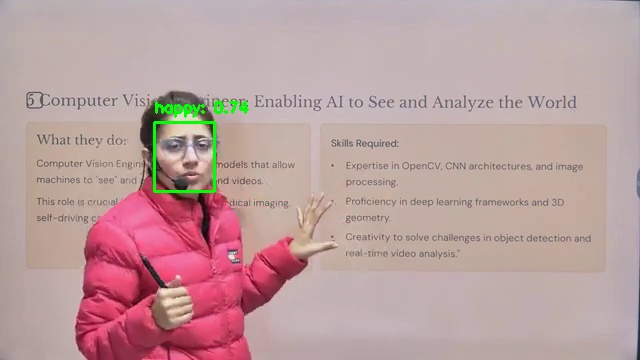 happy: 0.74
5 Computer Vision Engineer: Enabling AI to See and Analyze the World
What they do:
Computer Vision models that allow
machines to "see" and videos.
This role is crucial medical imaging,
self-driving
Skills Required:
• Expertise in OpenCV, CNN architectures, and image
processing.
• Proficiency in deep learning frameworks and 3D
geometry.
• Creativity to solve challenges in object detection and
real-time video analysis."